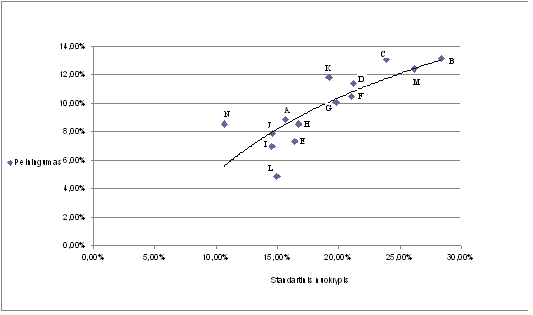 14,00%
12,00%
10,00%
8,00%
6,00%
4,00%
2,00%
0,00%
C
B
K
D
M
F
G
N
A
J
H
I
E
L
Pelningumas
0,00% 5,00% 10,00% 15,00% 20,00% 25,00% 30,00%
Standartinis nuokrypis